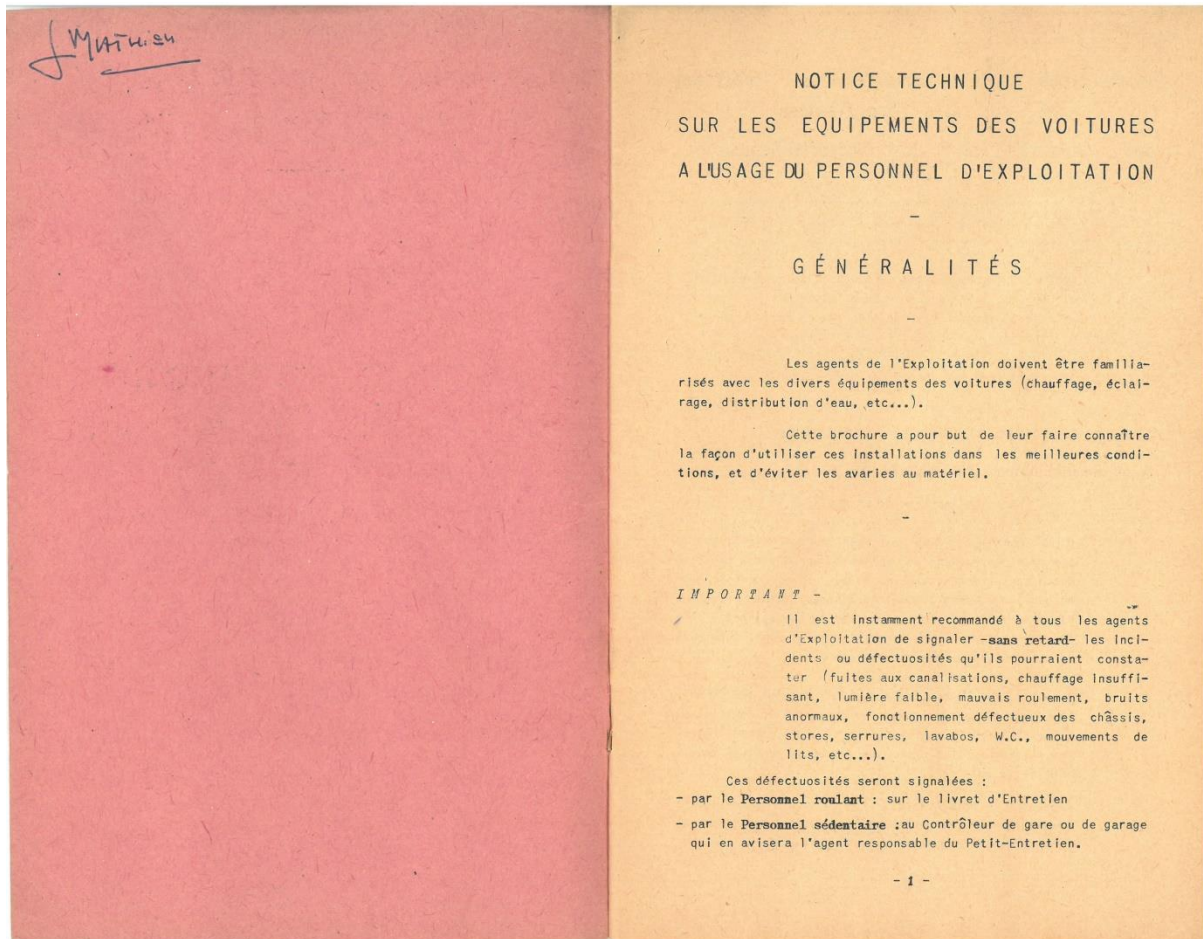 J Mathieu
NOTICE TECHNIQUE
SUR LES EQUIPEMENTS DES VOITURES
A L'USAGE DU PERSONNEL D'EXPLOITATION
-
GÉNÉRALITÉS
-
Les agents de l'Exploitation doivent être familia-
risés avec les divers équipements des voitures (chauffage, éclai-
rage, distribution d'eau, etc...).
Cette brochure a pour but de leur faire connaître
la façon d'utiliser ces installations dans les meilleures condi-
tions, et d'éviter les avaries au matériel.
-
IMPORTANT -
Il est instamment recommandé à tous les agents
d'Exploitation de signaler -sans retard- les inci-
dents ou défectuosités qu'ils pourraient consta-
ter (fuites aux canalisations, chauffage insuffi-
sant, lumière faible, mauvais roulement, bruits
anormaux, fonctionnement défectueux des châssis,
stores, serrures, lavabos, W.C., mouvements de
lits, etc...).
Ces défectuosités seront signalées :
- par le Personnel roulant : sur le livret d'Entretien
- par le Personnel sédentaire :au Contrôleur de gare ou de garage
qui en avisera l'agent responsable du Petit-Entretien.
- 1 -